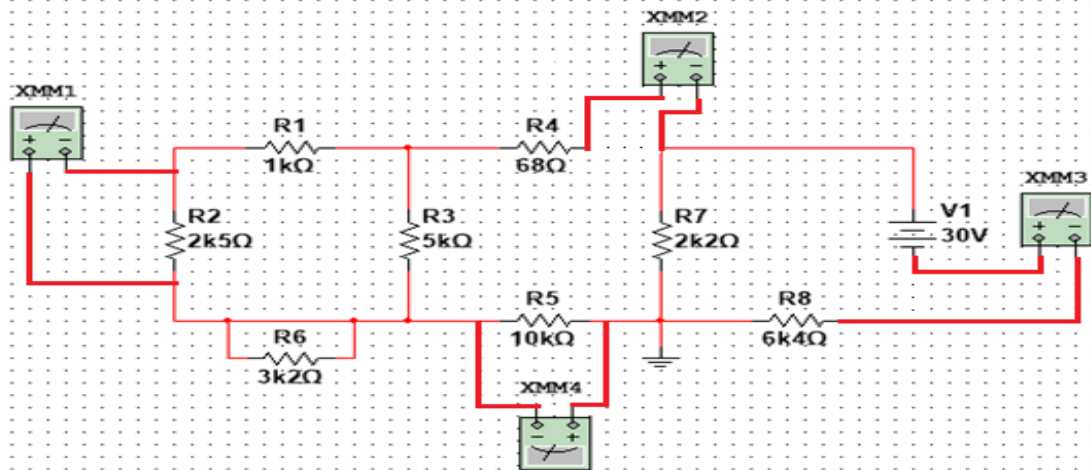 XMM2
XMM1
+ −
+ −
R1
1kΩ
R4
68Ω
XMM3
+ −
R2
2k5Ω
R3
5kΩ
R7
2k2Ω
V1
30V
R5
10kΩ
R8
6k4Ω
R6
3k2Ω
XMM4
− +